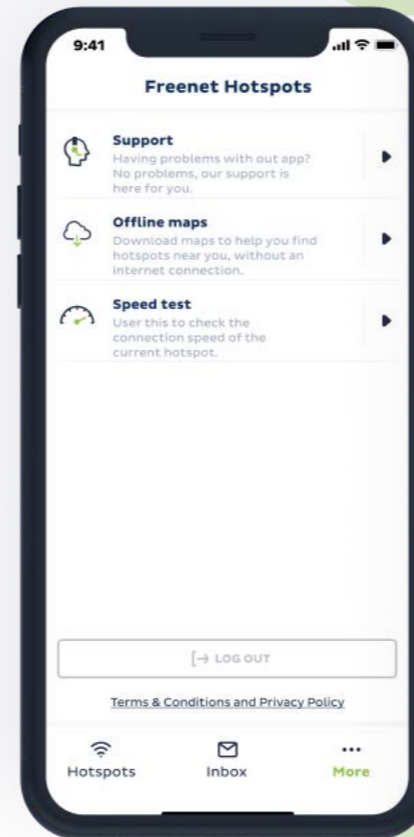 9:41
Freenet Hotspots
Support
Having problems with out app?
No problems, our support is
here for you.
Offline maps
Download maps to help you find
hotspots near you, without an
internet connection.
Speed test
User this to check the
connection speed of the
current hotspot.
LOG OUT
Terms & Conditions and Privacy Policy
Hotspots Inbox More